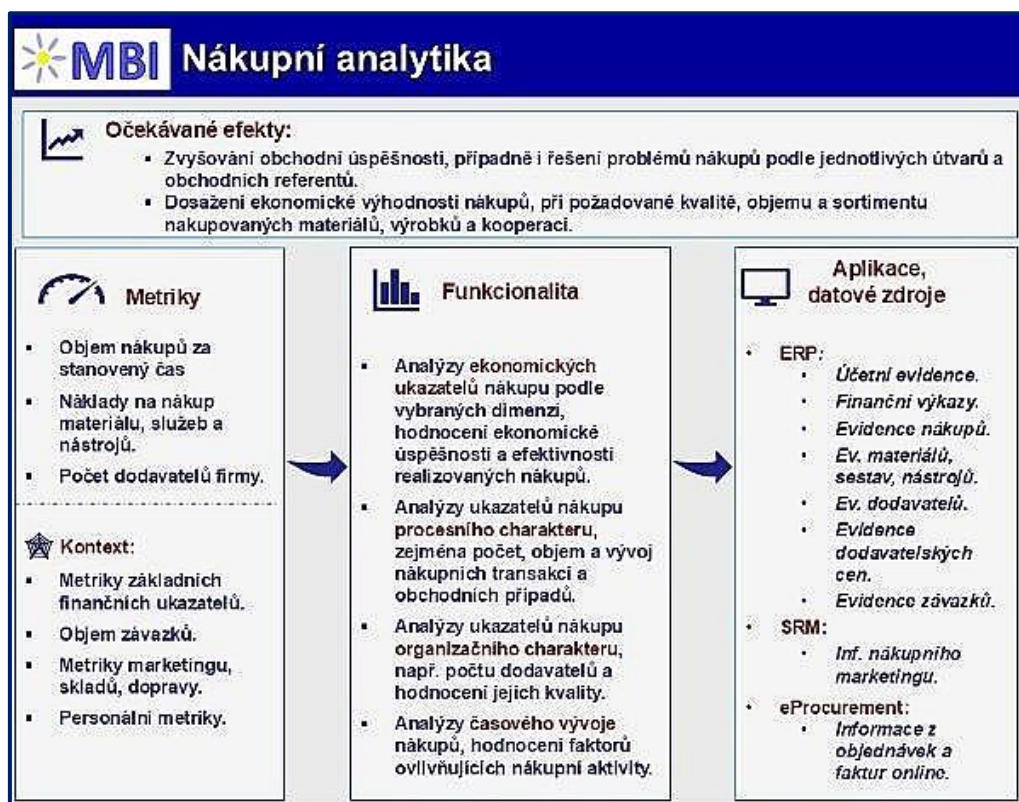 MBI Nákupní analytika
Očekávané efekty:
▪ Zvyšování obchodní úspěšnosti, případně i řešení problémů nákupů podle jednotlivých útvarů a
obchodních referentů.
▪ Dosažení ekonomické výhodnosti nákupů, při požadované kvalitě, objemu a sortimentu
nakupovaných materiálů, výrobků a kooperací.
Metriky
▪ Objem nákupů za
stanovený čas
▪ Náklady na nákup
materiálu, služeb a
nástrojů.
▪ Počet dodavatelů firmy.
Kontext:
▪ Metriky základních
finančních ukazatelů.
▪ Objem závazků.
▪ Metriky marketingu,
skladů, dopravy.
▪ Personální metriky.
Funkcionalita
▪ Analýzy ekonomických
ukazatelů nákupu podle
vybraných dimenzí,
hodnocení ekonomické
úspěšnosti a efektivnosti
realizovaných nákupů.
▪ Analýzy ukazatelů nákupu
procesního charakteru,
zejména počet, objem a vývoj
nákupních transakcí a
obchodních případů.
▪ Analýzy ukazatelů nákupu
organizačního charakteru,
např. počtu dodavatelů a
hodnocení jejich kvality.
▪ Analýzy časového vývoje
nákupů, hodnocení faktorů
ovlivňujících nákupní aktivity.
Aplikace,
datové zdroje
• ERP:
• Účetní evidence.
• Finanční výkazy.
• Evidence nákupů.
• Ev. materiálů,
sestav, nástrojů.
• Ev. dodavatelů.
• Evidence
dodavatelských
cen.
• Evidence závazků.
• SRM:
• Inf. nákupního
marketingu.
• eProcurement:
• Informace z
objednávek a
faktur online.